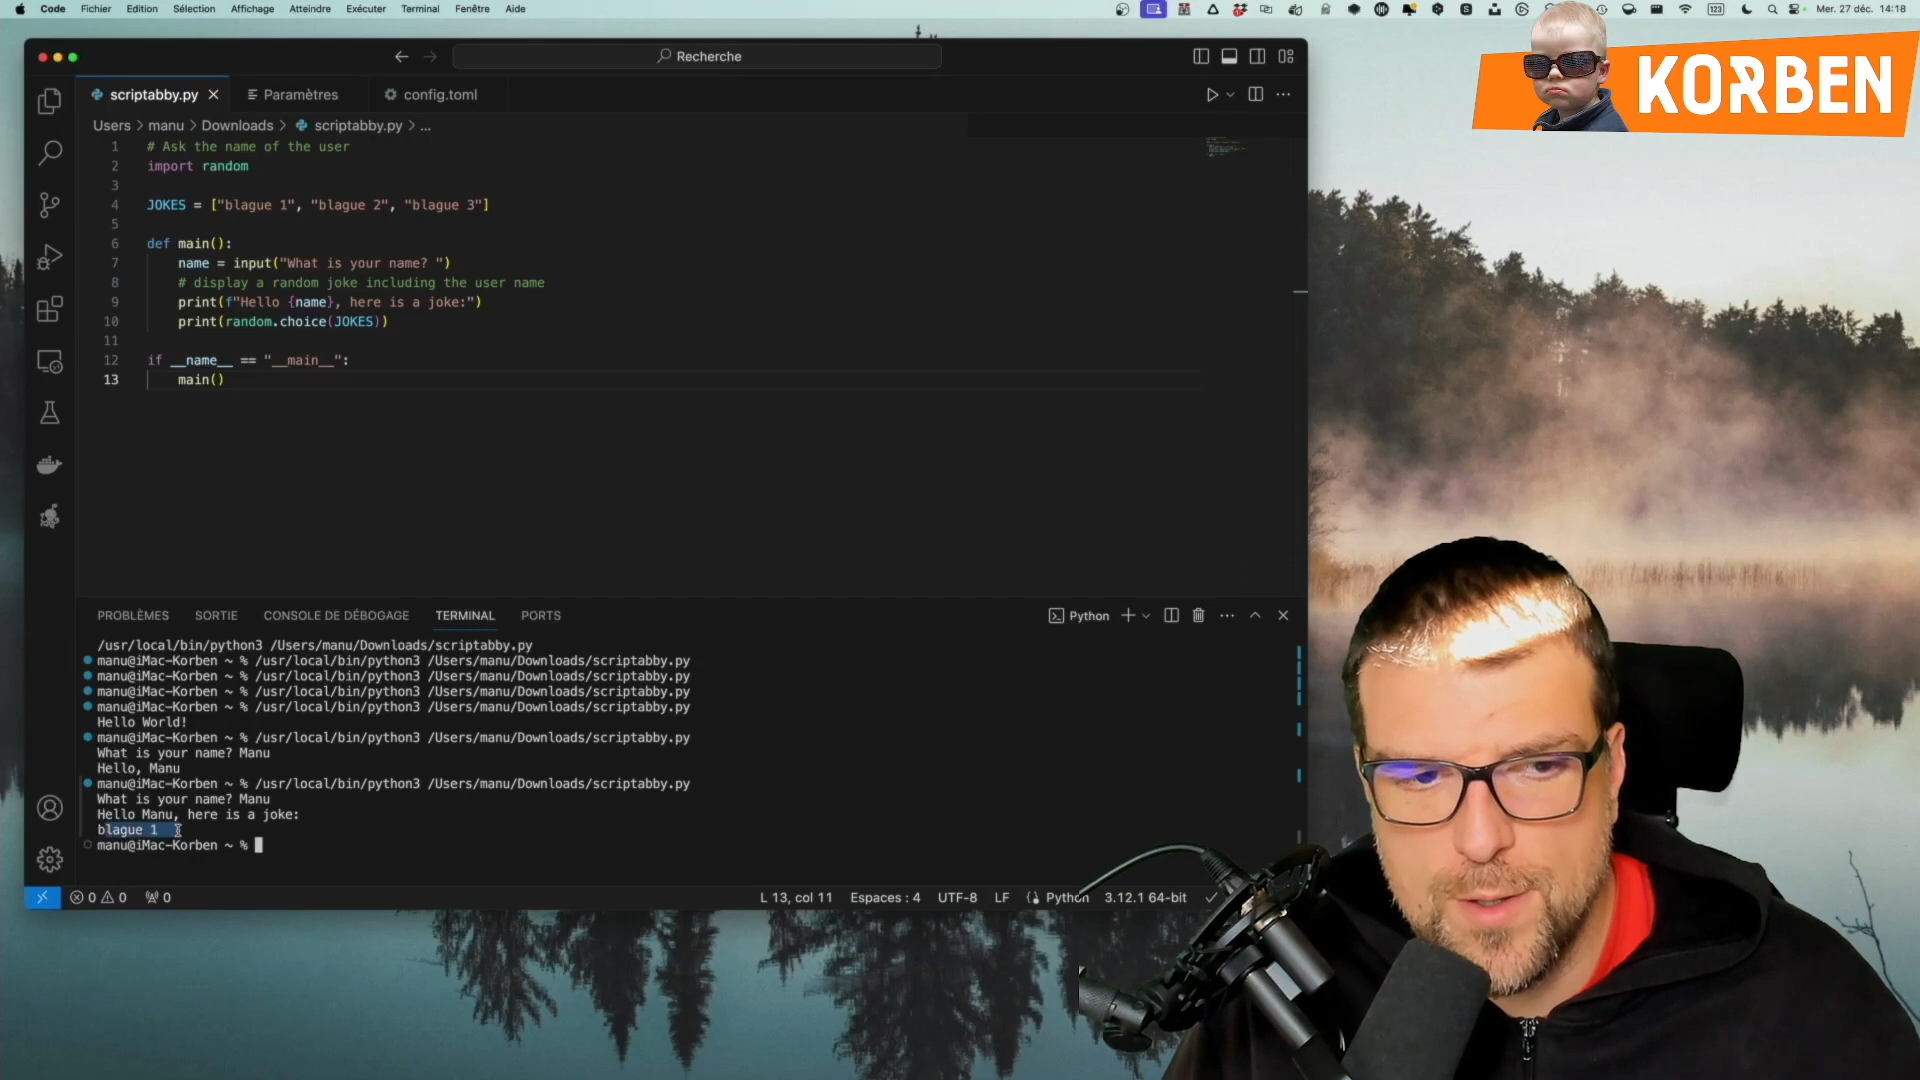 Code Fichier Edition Sélection Affichage Atteindre Exécuter Terminal Fenêtre Aide
Mer. 27 déc. 14:18
KORBEN
Recherche
scriptabby.py
Paramètres
config.toml
Users > manu > Downloads > scriptabby.py > ...
1 # Ask the name of the user
2 import random
3
4 JOKES = ["blague 1", "blague 2", "blague 3"]
5
6 def main():
7 name = input("What is your name? ")
8 # display a random joke including the user name
9 print(f"Hello {name}, here is a joke:")
10 print(random.choice(JOKES))
11
12 if __name__ == "__main__":
13 main()
PROBLÈMES SORTIE CONSOLE DE DÉBOGAGE TERMINAL PORTS
Python
/usr/local/bin/python3 /Users/manu/Downloads/scriptabby.py
manu@iMac-Korben ~ % /usr/local/bin/python3 /Users/manu/Downloads/scriptabby.py
manu@iMac-Korben ~ % /usr/local/bin/python3 /Users/manu/Downloads/scriptabby.py
manu@iMac-Korben ~ % /usr/local/bin/python3 /Users/manu/Downloads/scriptabby.py
manu@iMac-Korben ~ % /usr/local/bin/python3 /Users/manu/Downloads/scriptabby.py
Hello World!
manu@iMac-Korben ~ % /usr/local/bin/python3 /Users/manu/Downloads/scriptabby.py
What is your name? Manu
Hello, Manu
manu@iMac-Korben ~ % /usr/local/bin/python3 /Users/manu/Downloads/scriptabby.py
What is your name? Manu
Hello Manu, here is a joke:
blague 1
manu@iMac-Korben ~ %
0 0 0
L 13, col 11 Espaces : 4 UTF-8 LF Python 3.12.1 64-bit